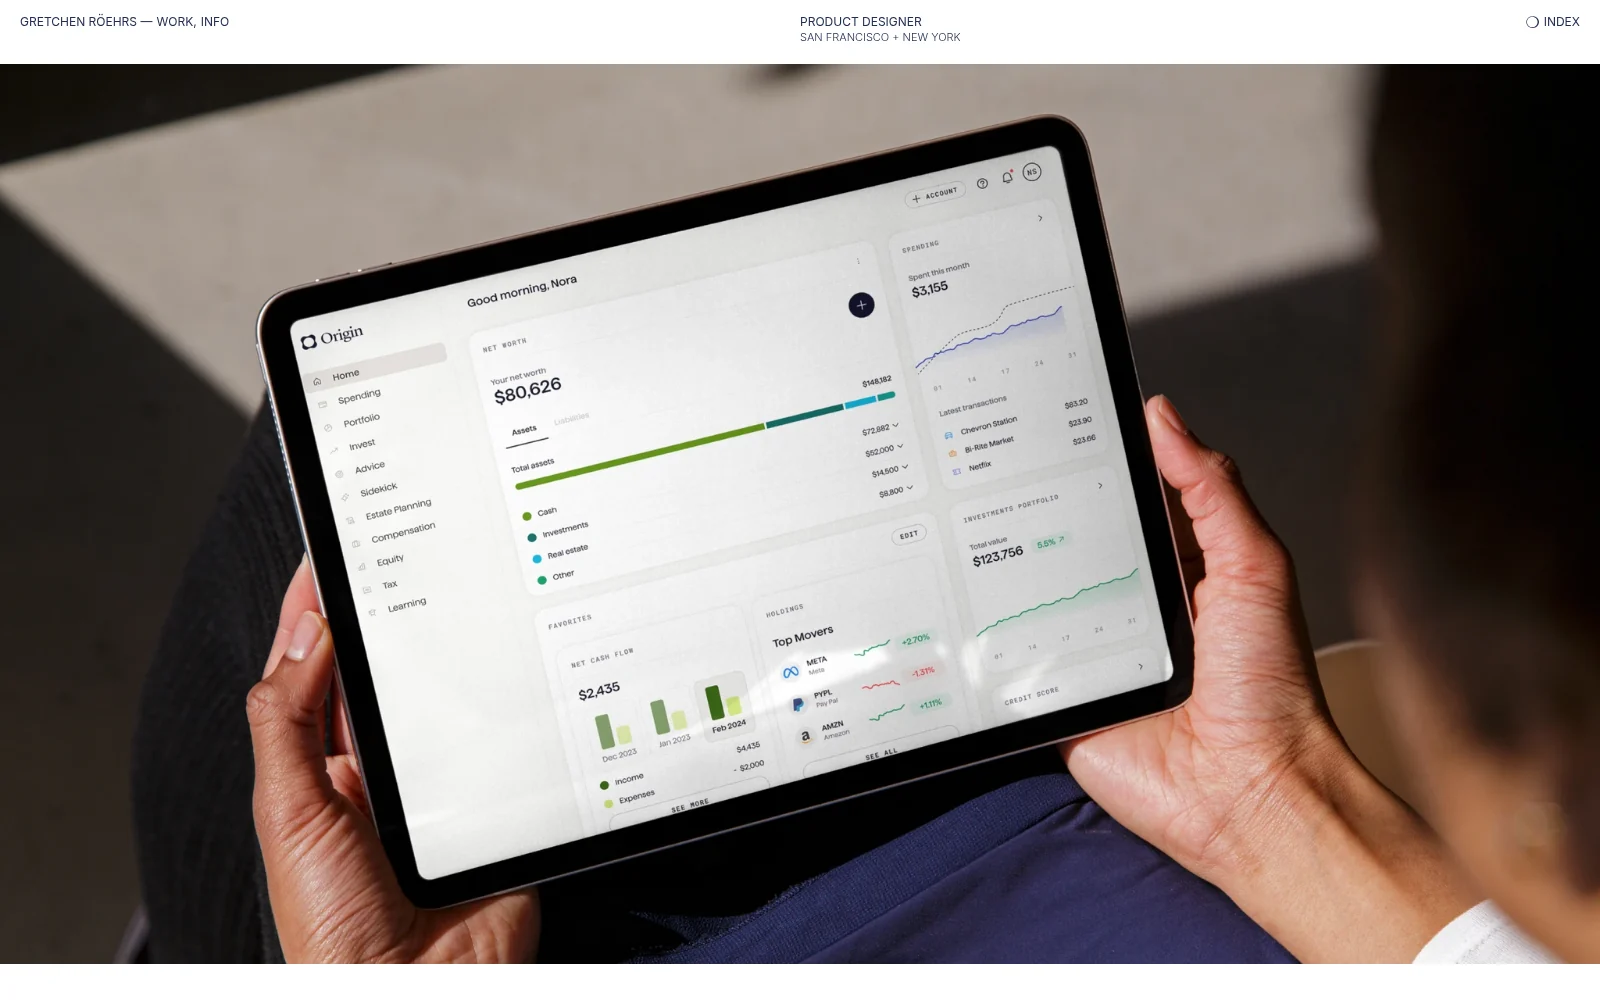 GRETCHEN RÖEHRS — WORK, INFO
PRODUCT DESIGNER
SAN FRANCISCO + NEW YORK
INDEX
+ ACCOUNT
NS
Origin
Good morning, Nora
Home
Spending
Portfolio
Invest
Advice
Sidekick
Estate Planning
Compensation
Equity
Tax
Learning
NET WORTH
Your net worth
$80,626
Assets
Liabilities
Total assets
$148,182
Cash
$72,882
Investments
$52,000
Real estate
$14,500
Other
$8,800
SPENDING
Spent this month
$3,155
01 14 17 24 31
Latest transactions
Chevron Station $83.20
Bi-Rite Market $23.90
Netflix $23.66
FAVORITES
EDIT
NET CASH FLOW
$2,435
Dec 2023
Jan 2023
Feb 2024
Income $4,435
Expenses - $2,000
SEE MORE
HOLDINGS
Top Movers
META +2.70%
Meta
PYPL -1.31%
PayPal
AMZN +1.11%
Amazon
SEE ALL
INVESTMENTS PORTFOLIO
Total value
$123,756 5.5%
01 14 17 24 31
CREDIT SCORE